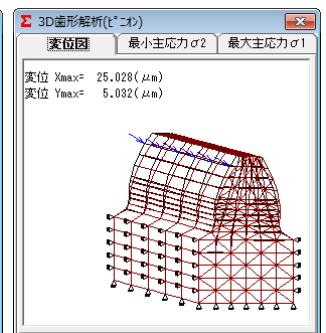 Σ 3D歯形解析(ﾋﾟﾆｵﾝ)
変位図 最小主応力σ2 最大主応力σ1
変位 Xmax= 25.028(μm)
変位 Ymax= 5.032(μm)